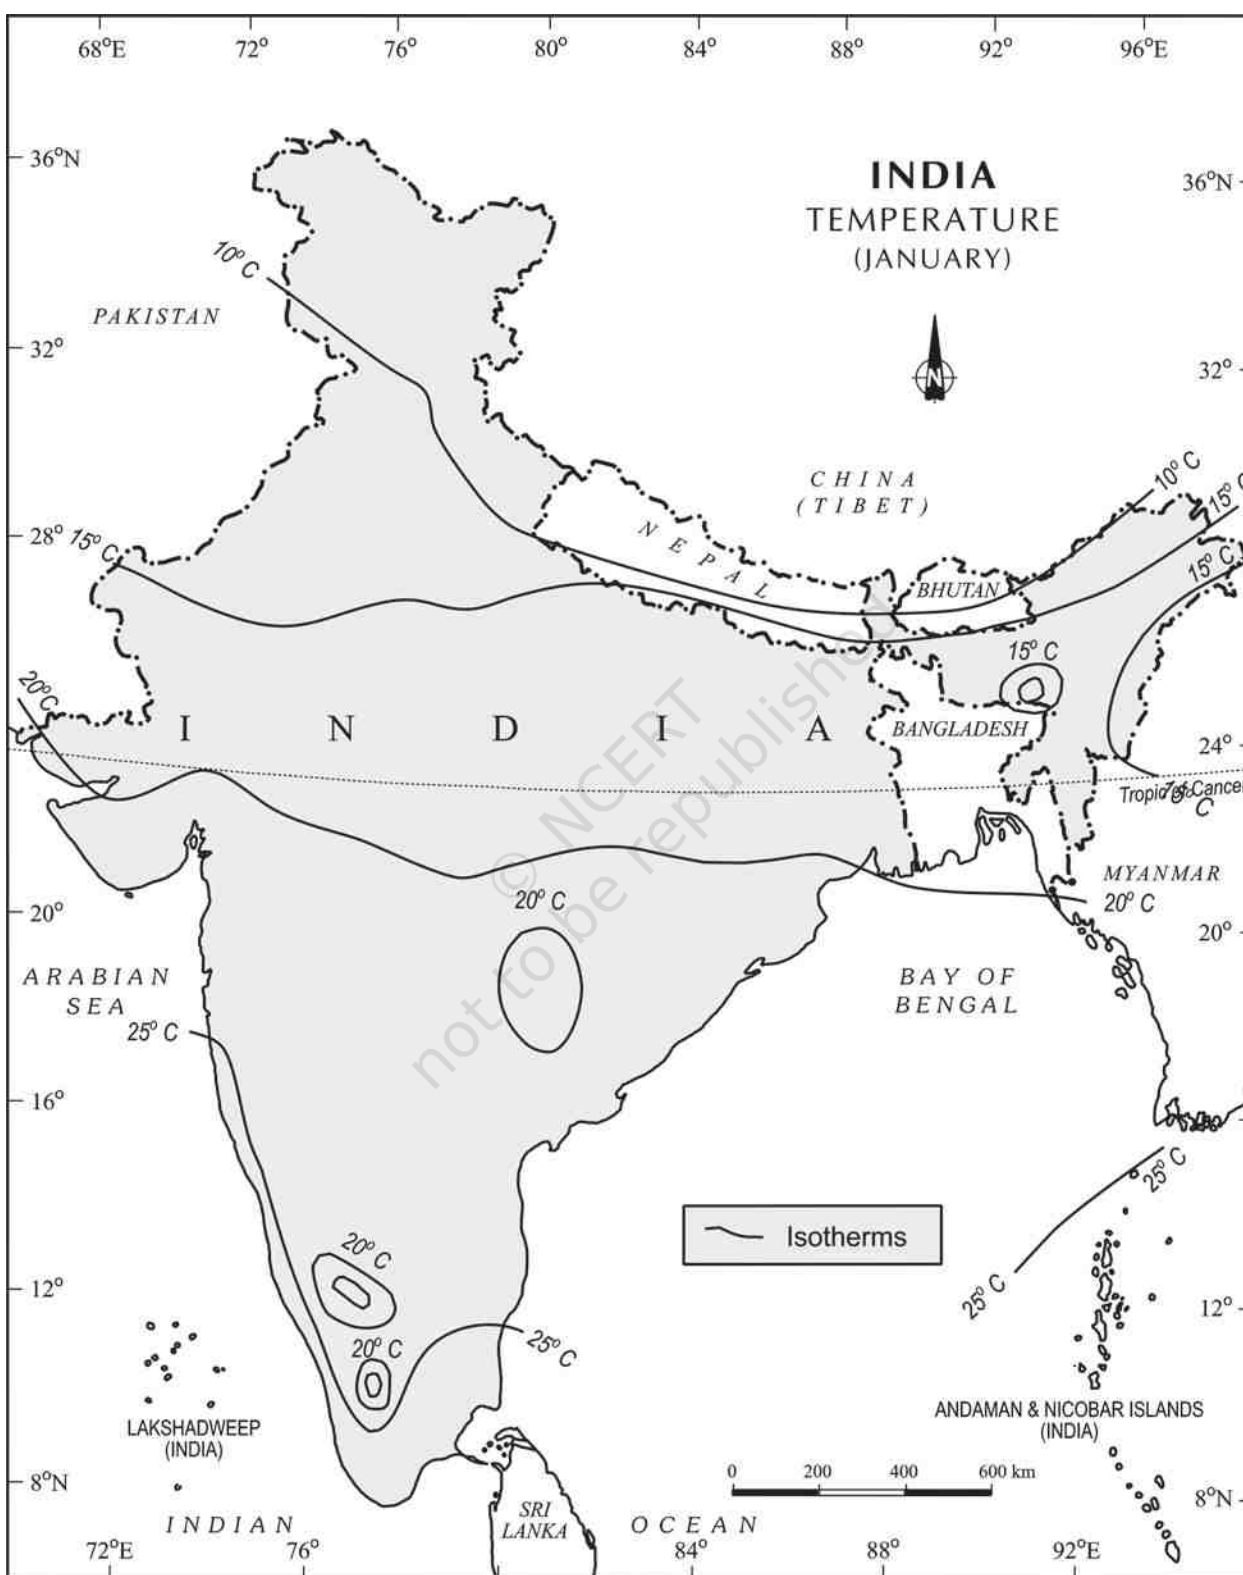 68°E 72° 76° 80° 84° 88° 92° 96°E
36°N
INDIA
36°N
TEMPERATURE
(JANUARY)
10° C
PAKISTAN
32°
N
32°
CHINA
(TIBET)
10° C
15° C
28°
15° C
NEPAL
BHUTAN
15° C
15° C
20° C
INDIA
BANGLADESH
24°
Tropic of Cancer
C
MYANMAR
20° C
20° C
20°
20°
ARABIAN
SEA
BAY OF
BENGAL
25° C
© NCERT
not to be republished
16°
25° C
Isotherms
20° C
12°
25° C
12°
20° C
25° C
LAKSHADWEEP
(INDIA)
ANDAMAN & NICOBAR ISLANDS
(INDIA)
0 200 400 600 km
8°N
8°N
INDIAN
SRI
LANKA
OCEAN
72°E 76° 84° 88° 92°E